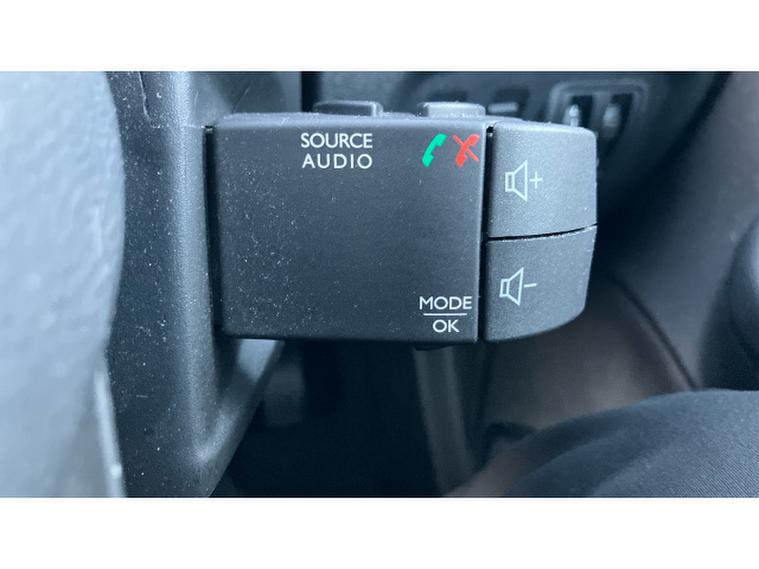 SOURCE
AUDIO
+
-
MODE
OK